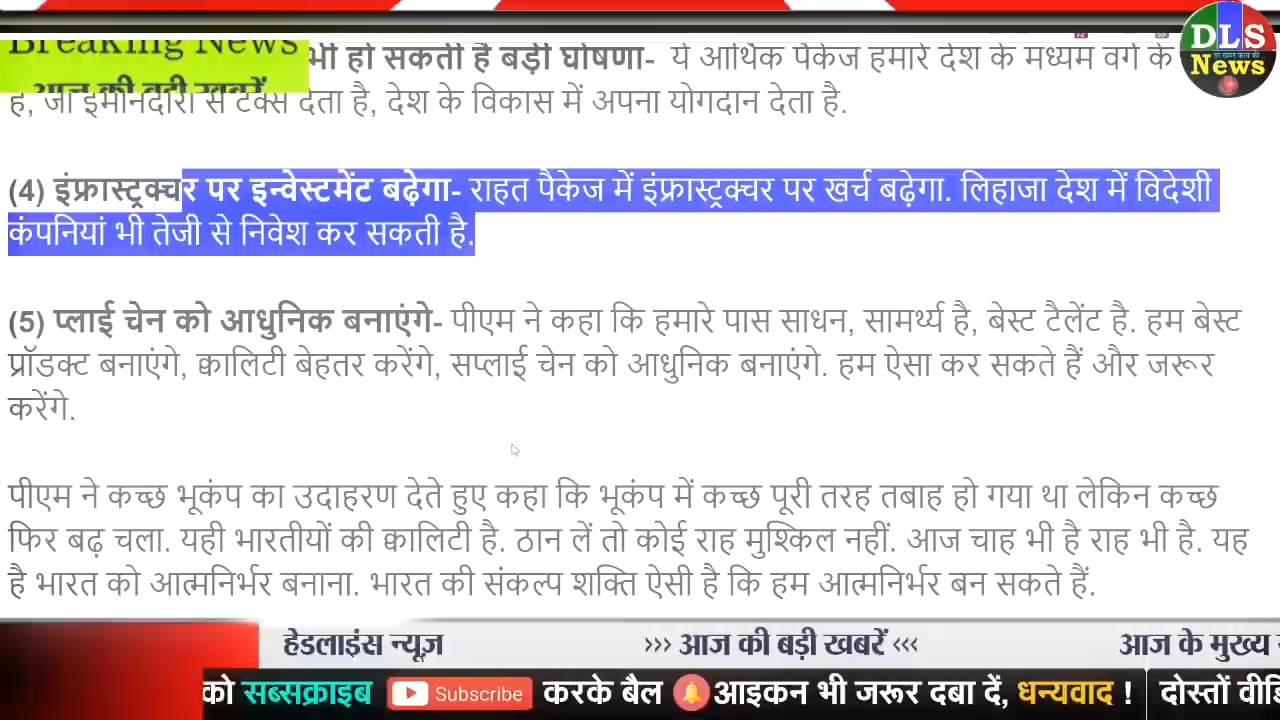 Breaking News
आज की बड़ी खबरें
भी हो सकती है बड़ी घोषणा- ये आर्थिक पैकेज हमारे देश के मध्यम वर्ग के
है, जो ईमानदारी से टैक्स देता है, देश के विकास में अपना योगदान देता है.
DLS
News
(4) इंफ्रास्ट्रक्चर पर इन्वेस्टमेंट बढ़ेगा- राहत पैकेज में इंफ्रास्ट्रक्चर पर खर्च बढ़ेगा. लिहाजा देश में विदेशी
कंपनियां भी तेजी से निवेश कर सकती है.
(5) प्लाई चेन को आधुनिक बनाएंगे- पीएम ने कहा कि हमारे पास साधन, सामर्थ्य है, बेस्ट टैलेंट है. हम बेस्ट
प्रॉडक्ट बनाएंगे, क्वालिटी बेहतर करेंगे, सप्लाई चेन को आधुनिक बनाएंगे. हम ऐसा कर सकते हैं और जरूर
करेंगे.
पीएम ने कच्छ भूकंप का उदाहरण देते हुए कहा कि भूकंप में कच्छ पूरी तरह तबाह हो गया था लेकिन कच्छ
फिर बढ़ चला. यही भारतीयों की क्वालिटी है. ठान लें तो कोई राह मुश्किल नहीं. आज चाह भी है राह भी है. यह
है भारत को आत्मनिर्भर बनाना. भारत की संकल्प शक्ति ऐसी है कि हम आत्मनिर्भर बन सकते हैं.
हेडलाइंस न्यूज़ >>> आज की बड़ी खबरें <<< आज के मुख्य
को सब्सक्राइब Subscribe करके बैल आइकन भी जरूर दबा दें, धन्यवाद ! दोस्तों वीडि